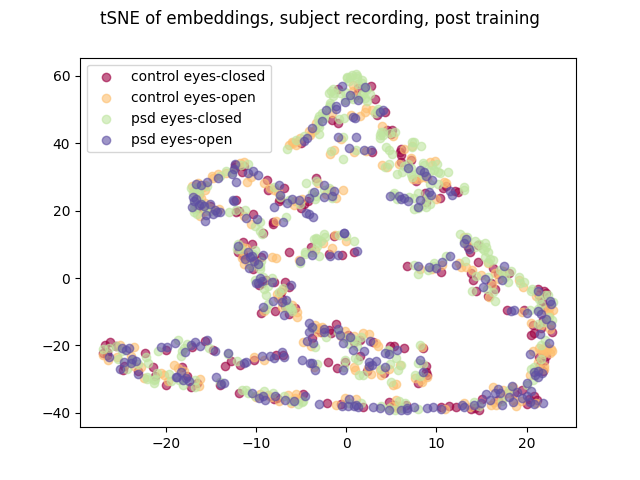 tSNE of embeddings, subject recording, post training
control eyes-closed
control eyes-open
psd eyes-closed
psd eyes-open
60
40
20
0
−20
−40
−20
−10
0
10
20